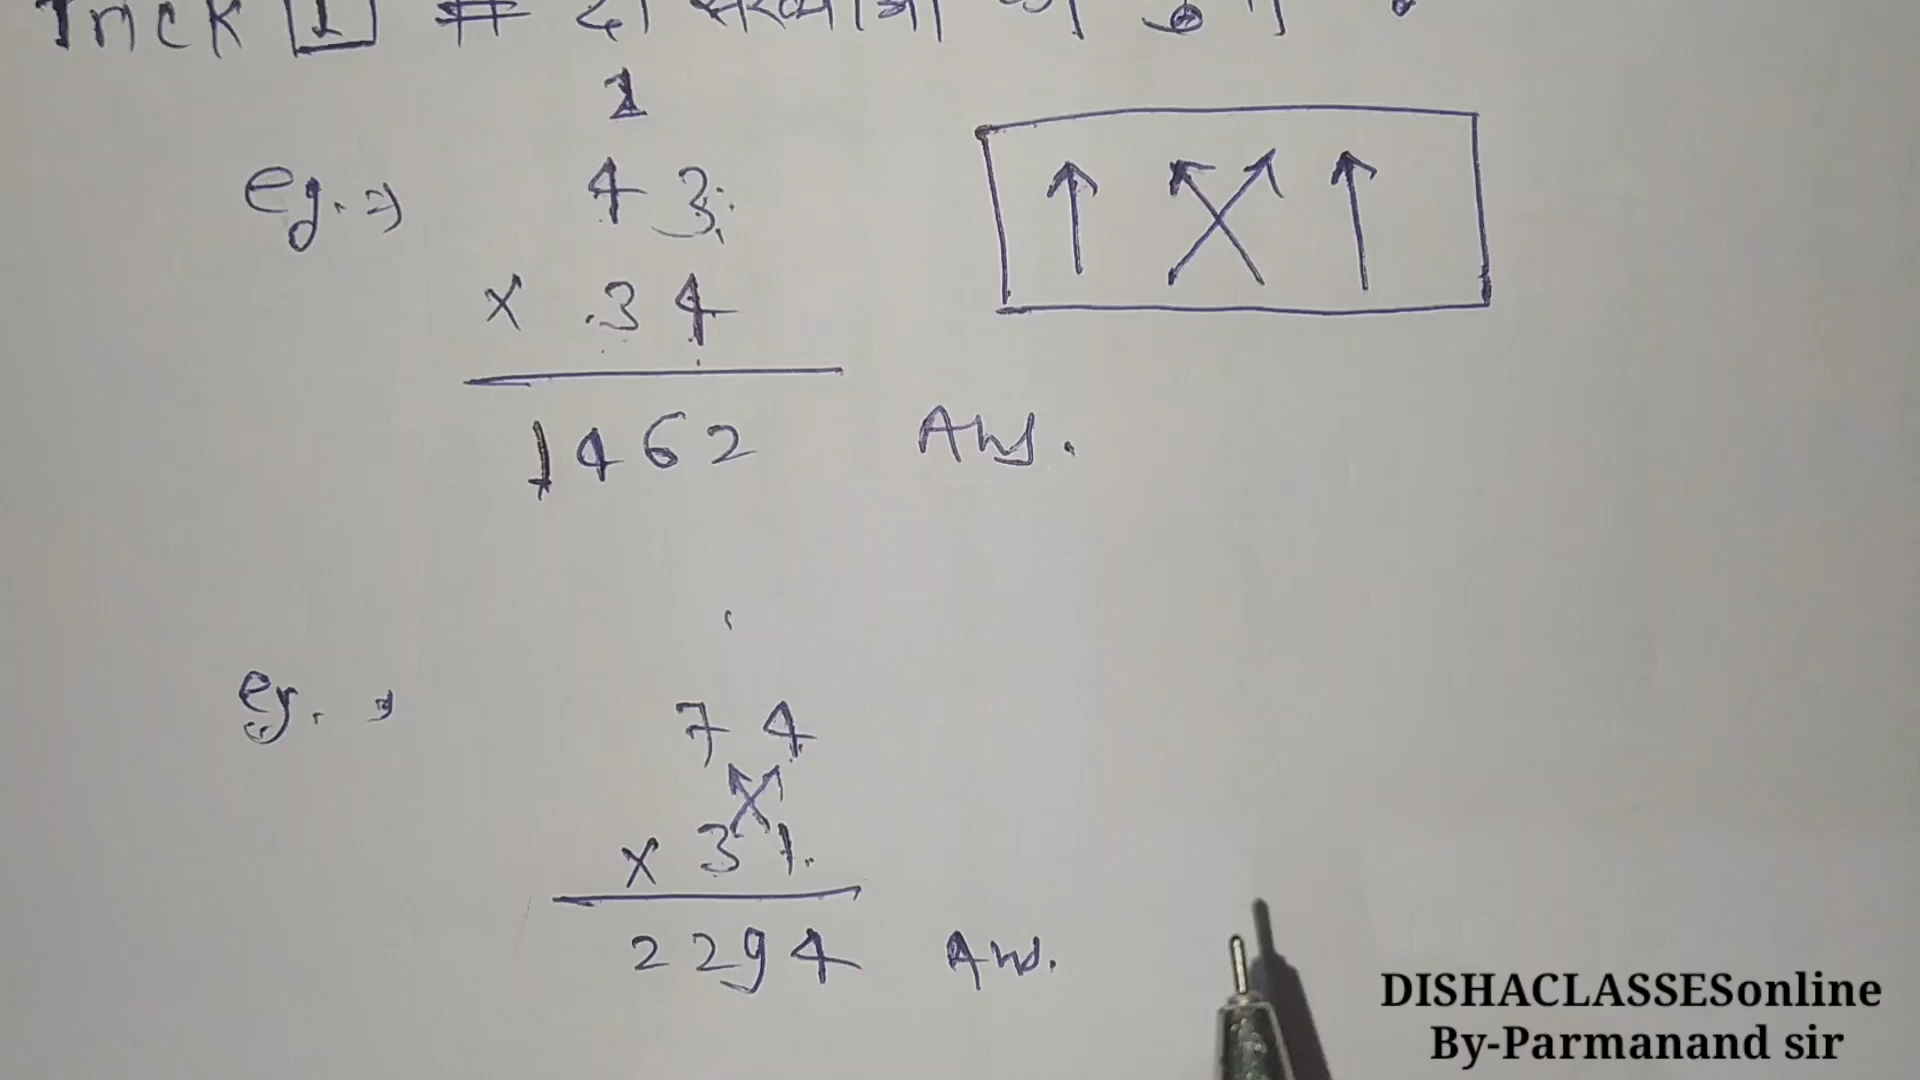 Trick 1 # दो संख्याओं का गुणा
1
eg. ⇒ 43
× 34
1462 Ans.
eg. ⇒ 74
× 31
2294 Ans.
DISHACLASSESonline
By-Parmanand sir